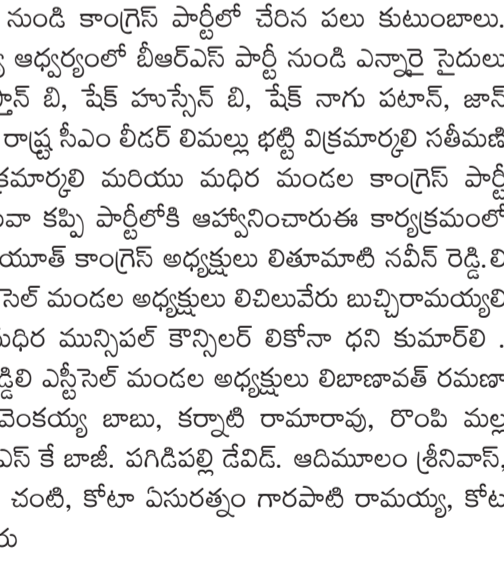 నుండి కాంగ్రెస్ పార్టీలో చేరిన పలు కుటుంబాలు.
ఆధ్వర్యంలో బీఆర్ఎస్ పార్టీ నుండి ఎన్నారై సైదులు
స్తాన్ బి, షేక్ హుస్సేన్ బి, షేక్ నాగు పటాన్, జాన్
రాష్ట్ర సీఎం లీడర్ లిమల్లు భట్టి విక్రమార్కలి సతీమణి
క్రమార్కలి మరియు మధిర మండల కాంగ్రెస్ పార్టీ
వా కప్పి పార్టీలోకి ఆహ్వానించారుఈ కార్యక్రమంలో
యూత్ కాంగ్రెస్ అధ్యక్షులు లితూమాటి నవీన్ రెడ్డి.లి
సెల్ మండల అధ్యక్షులు లిచిలువేరు బుచ్చిరామయ్యలి
మధిర మున్సిపల్ కౌన్సిలర్ లికోనా ధని కుమార్‌లి .
డ్డిలి ఎస్టీసెల్ మండల అధ్యక్షులు లిబాణావత్ రమణా
వెంకయ్య బాబు, కర్నాటి రామారావు, రొంపి మల్ల
ఎస్ కే బాజీ. పగిడిపల్లి డేవిడ్. ఆదిమూలం శ్రీనివాస్,
చంటి, కోటా ఏసురత్నం గారపాటి రామయ్య, కోట
రు